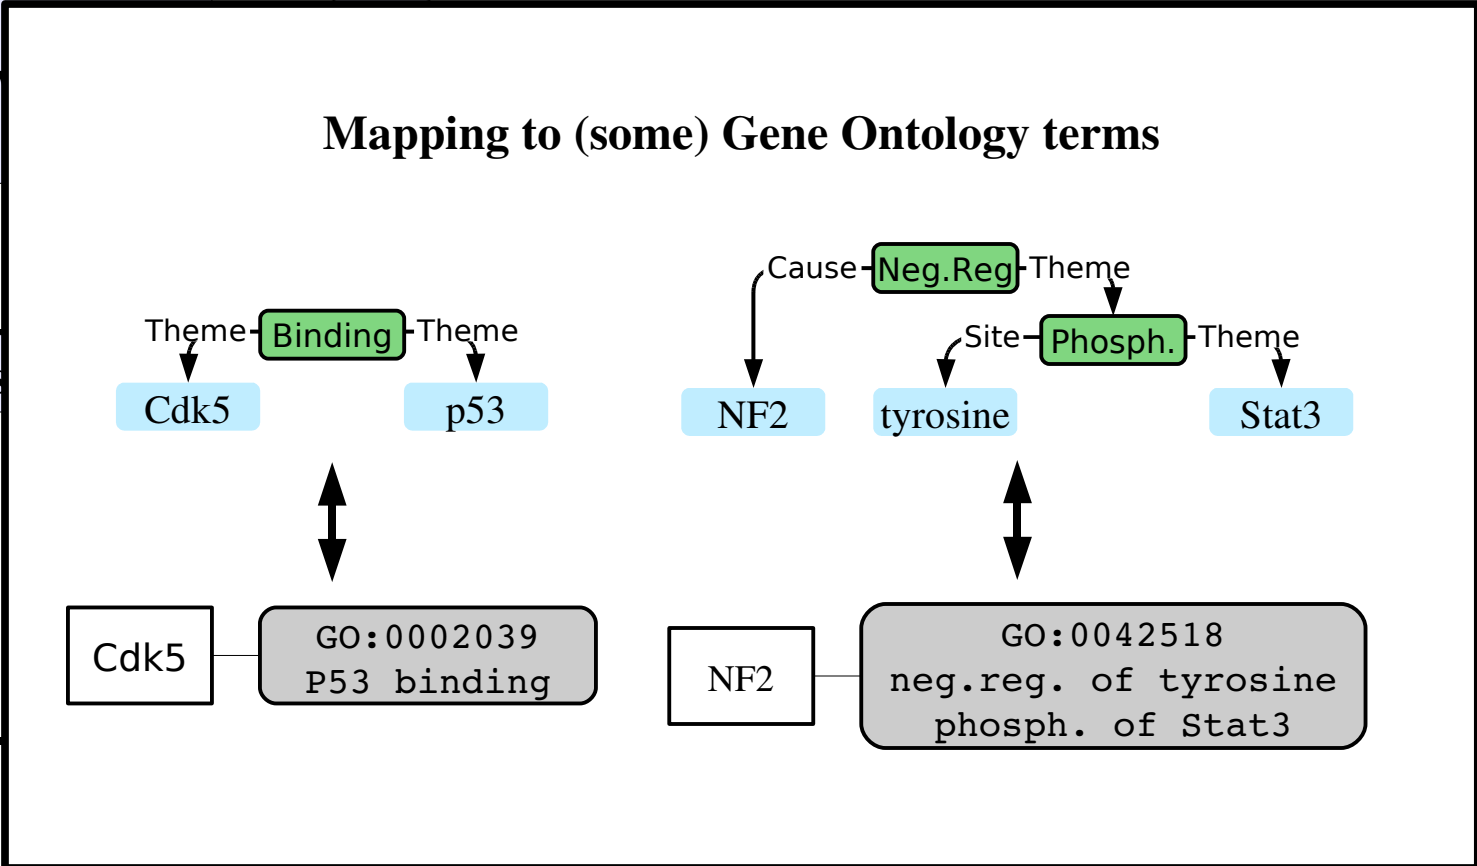 Mapping to (some) Gene Ontology terms
Cause Neg.Reg Theme
Theme Binding Theme
Site Phosph. Theme
Cdk5 p53
NF2 tyrosine Stat3
Cdk5
GO:0002039
P53 binding
NF2
GO:0042518
neg.reg. of tyrosine
phosph. of Stat3